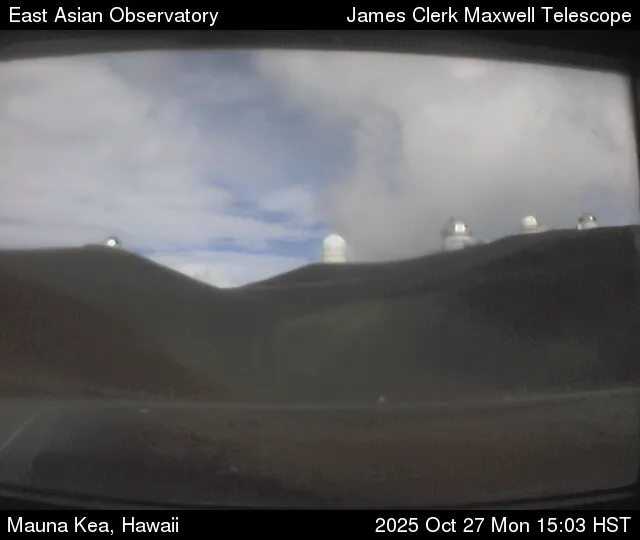 East Asian Observatory
James Clerk Maxwell Telescope
Mauna Kea, Hawaii
2025 Oct 27 Mon 15:03 HST